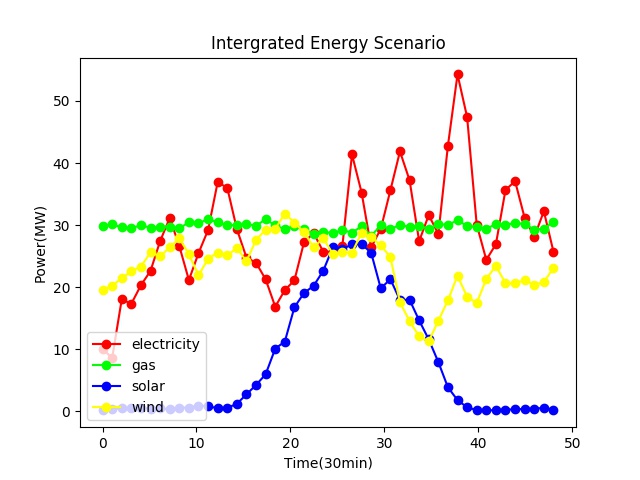 Intergrated Energy Scenario
Power(MW)
50
40
30
20
10
0
electricity
gas
solar
wind
0 10 20 30 40 50
Time(30min)